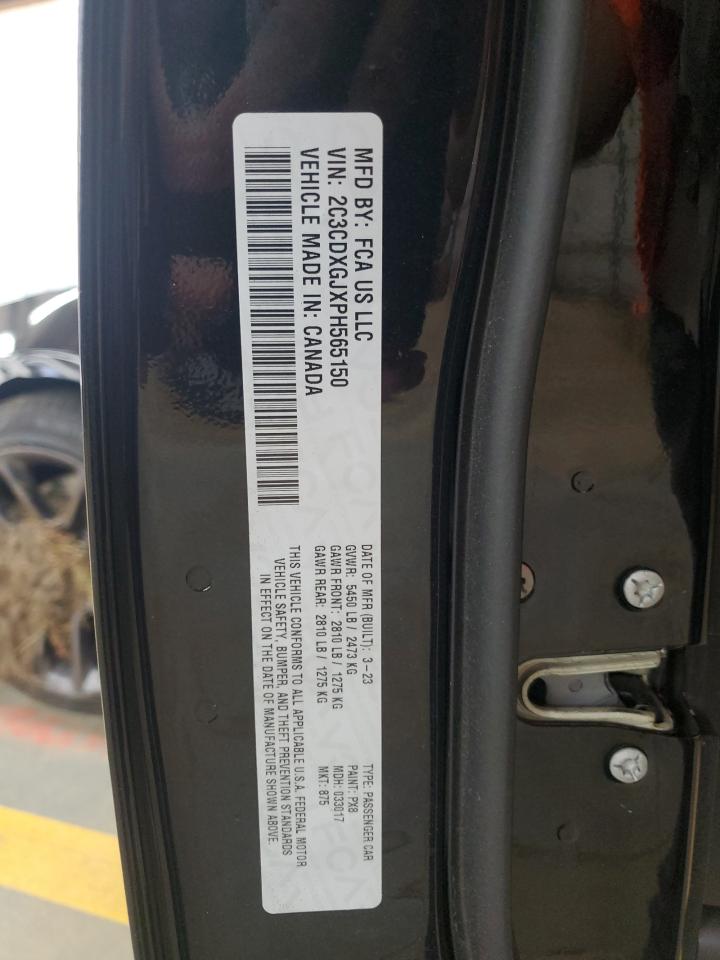 MFD BY: FCA US LLC
VIN: 2C3CDXGJXPH565150
VEHICLE MADE IN: CANADA
DATE OF MFR (BUILT): 3-23
GVWR: 5450 LB / 2473 KG
GAWR FRONT: 2810 LB / 1275 KG
GAWR REAR: 2810 LB / 1275 KG
TYPE: PASSENGER CAR
PAINT: PX8
MDH: 033017
MKT: 875
THIS VEHICLE CONFORMS TO ALL APPLICABLE U.S.A. FEDERAL MOTOR
VEHICLE SAFETY, BUMPER, AND THEFT PREVENTION STANDARDS
IN EFFECT ON THE DATE OF MANUFACTURE SHOWN ABOVE.